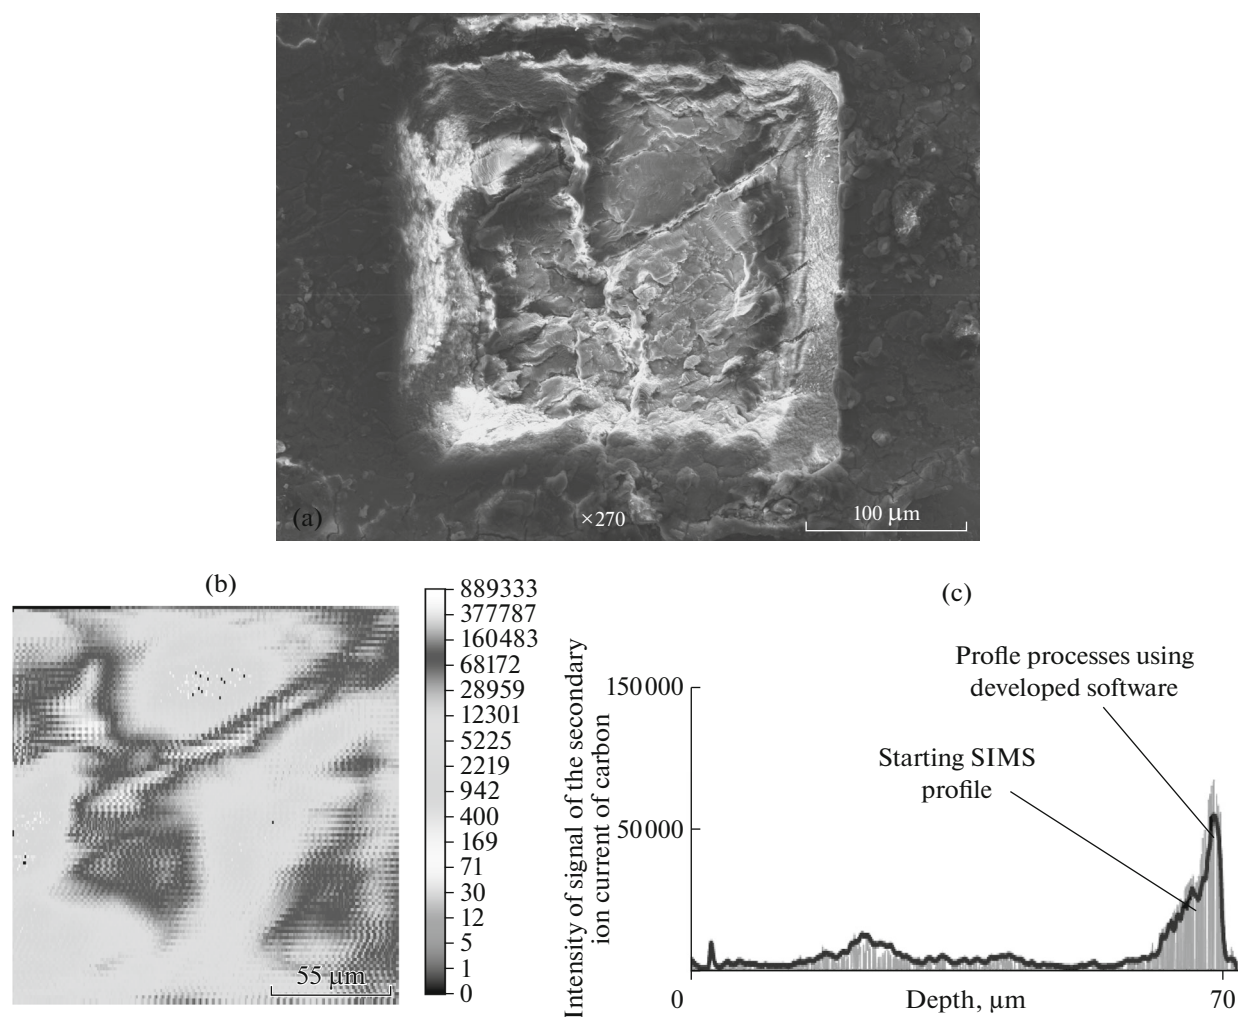 (a)
×270
100 μm
(b)
889333
377787
160483
68172
28959
12301
5225
2219
942
400
169
71
30
12
5
1
0
55 μm
(c)
Intensity of signal of the secondary
ion current of carbon
150000
50000
Profle processes using
developed software
Starting SIMS
profile
0
Depth, μm
70